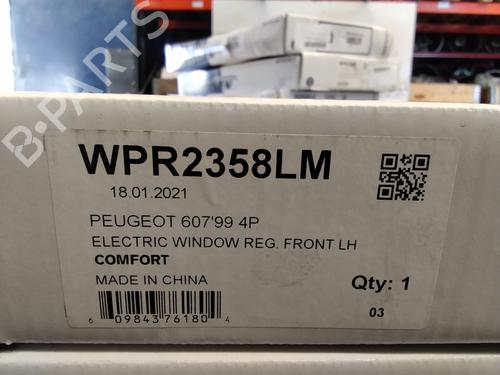 WPR2358LM
18.01.2021
PEUGEOT 607'99 4P
ELECTRIC WINDOW REG. FRONT LH
COMFORT
MADE IN CHINA
Qty: 1
6 09843 76180 4
03
B-PARTS